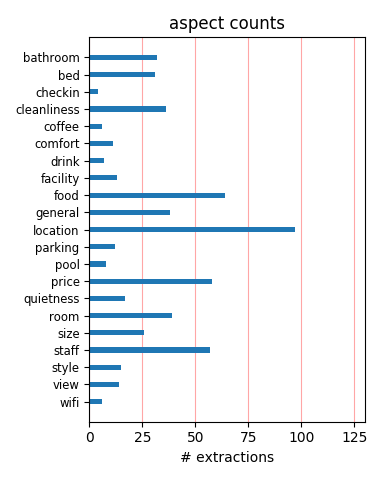 aspect counts
bathroom
bed
checkin
cleanliness
coffee
comfort
drink
facility
food
general
location
parking
pool
price
quietness
room
size
staff
style
view
wifi
0 25 50 75 100 125
# extractions